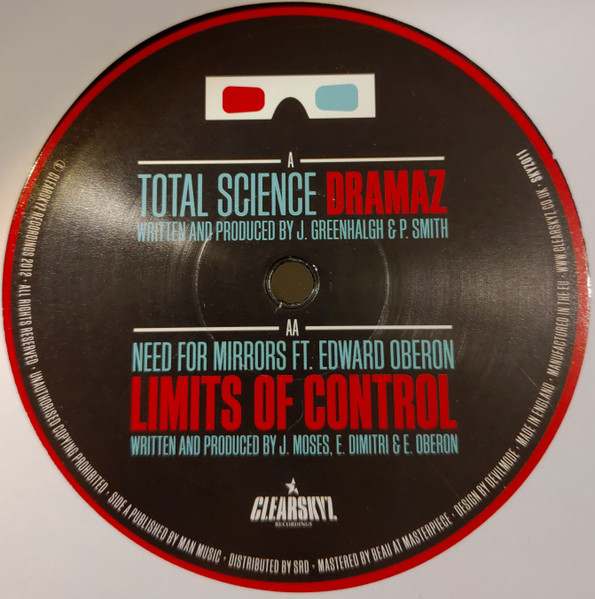 A
TOTAL SCIENCE DRAMAZ
WRITTEN AND PRODUCED BY J. GREENHALGH & P. SMITH
AA
NEED FOR MIRRORS FT. EDWARD OBERON
LIMITS OF CONTROL
WRITTEN AND PRODUCED BY J. MOSES, E. DIMITRI & E. OBERON
CLEARSKYZ
RECORDINGS
℗ CLEARSKYZ RECORDINGS 2012 · ALL RIGHTS RESERVED · UNAUTHORISED COPYING PROHIBITED · SIDE A PUBLISHED BY MAN MUSIC · DISTRIBUTED BY SRD · MASTERED BY BEAU AT MASTERPIECE · DESIGN BY DEVILMODE · MADE IN ENGLAND · MANUFACTURED IN THE EU · WWW.CLEARSKYZ.CO.UK · SKYZ011